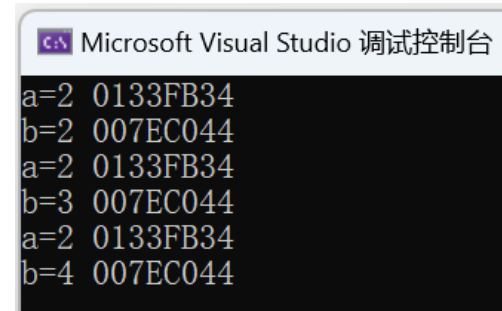 Microsoft Visual Studio 调试控制台
a=2 0133FB34
b=2 007EC044
a=2 0133FB34
b=3 007EC044
a=2 0133FB34
b=4 007EC044